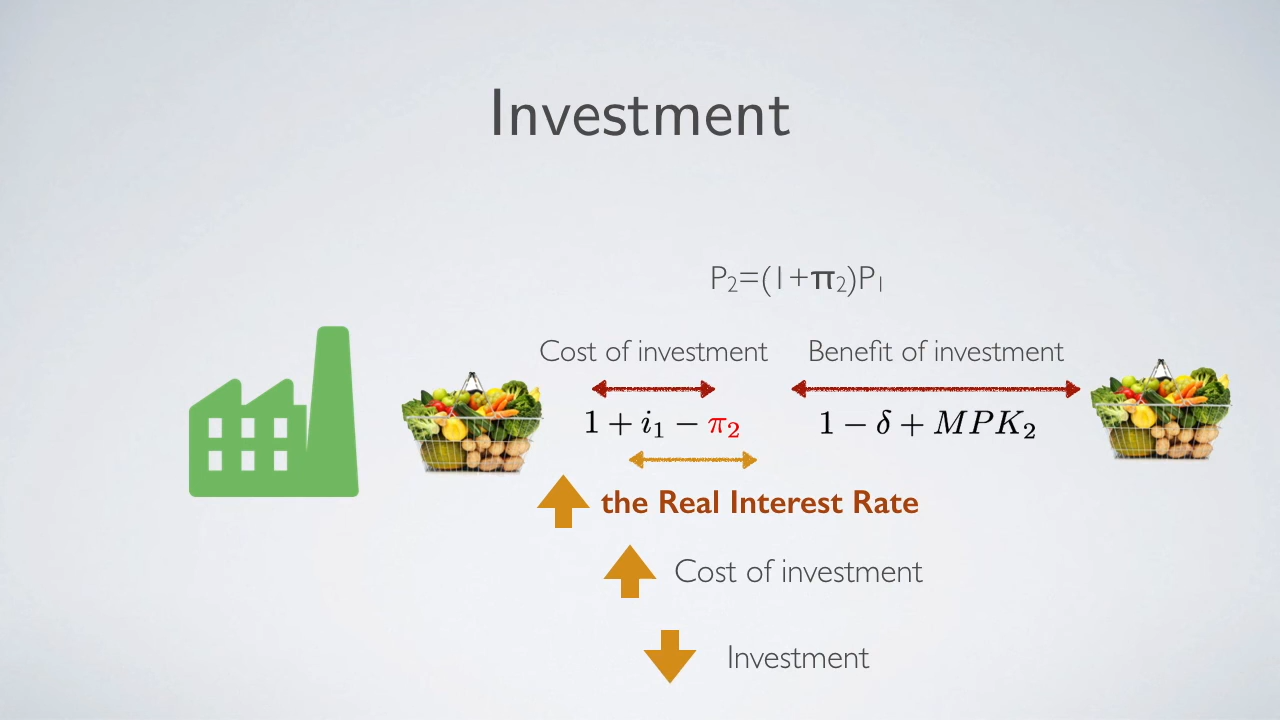 Investment
P₂=(1+π₂)P₁
Cost of investment
Benefit of investment
1 + i₁ − π₂
1 − δ + MPK₂
the Real Interest Rate
Cost of investment
Investment